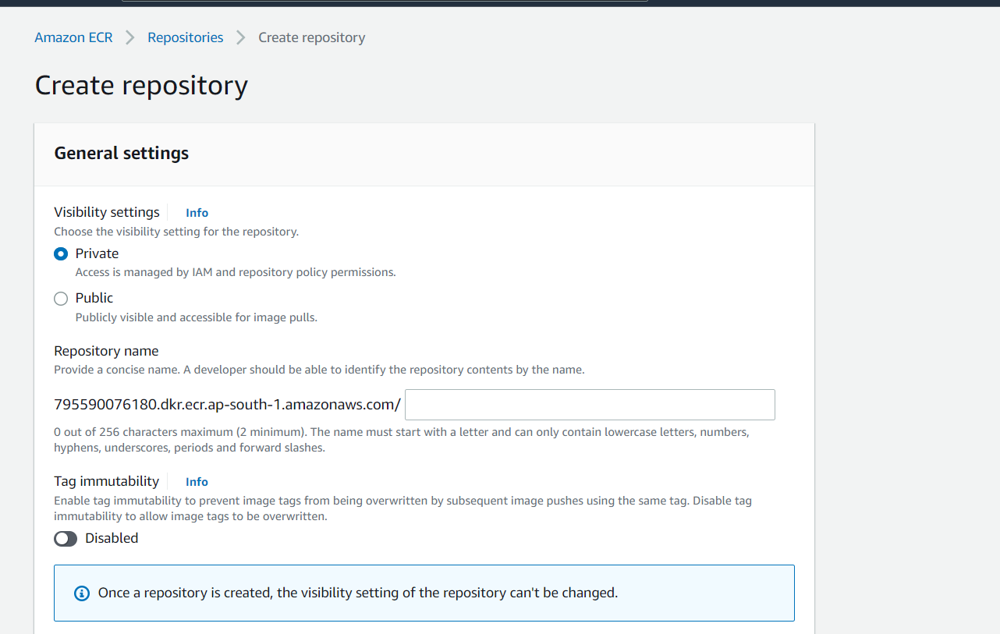 Amazon ECR > Repositories > Create repository
Create repository
General settings
Visibility settings Info
Choose the visibility setting for the repository.
Private
Access is managed by IAM and repository policy permissions.
Public
Publicly visible and accessible for image pulls.
Repository name
Provide a concise name. A developer should be able to identify the repository contents by the name.
795590076180.dkr.ecr.ap-south-1.amazonaws.com/
0 out of 256 characters maximum (2 minimum). The name must start with a letter and can only contain lowercase letters, numbers,
hyphens, underscores, periods and forward slashes.
Tag immutability Info
Enable tag immutability to prevent image tags from being overwritten by subsequent image pushes using the same tag. Disable tag
immutability to allow image tags to be overwritten.
Disabled
Once a repository is created, the visibility setting of the repository can't be changed.